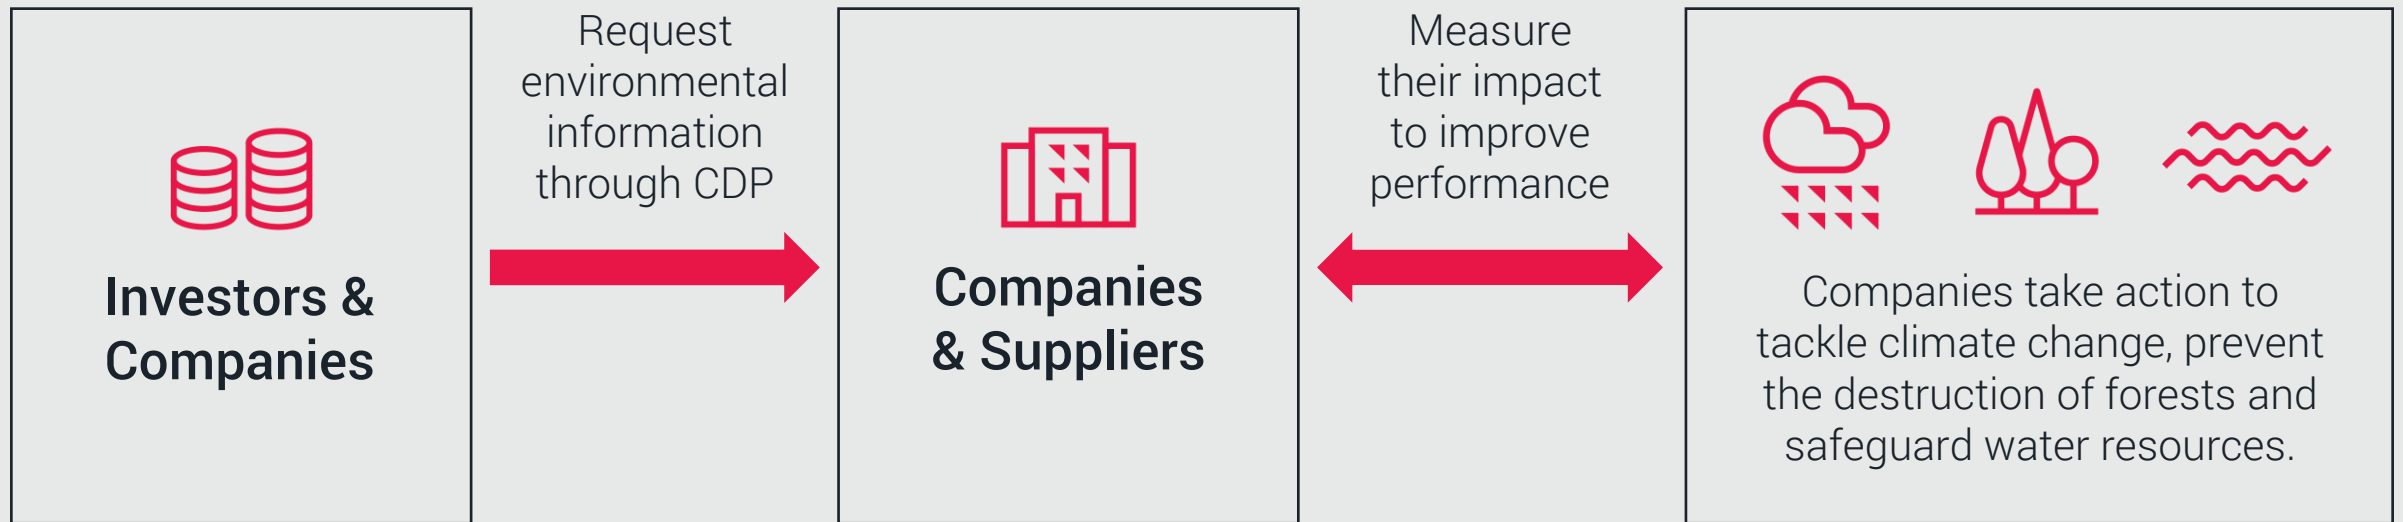 Investors &
Companies
Request
environmental
information
through CDP
Companies
& Suppliers
Measure
their impact
to improve
performance
Companies take action to
tackle climate change, prevent
the destruction of forests and
safeguard water resources.